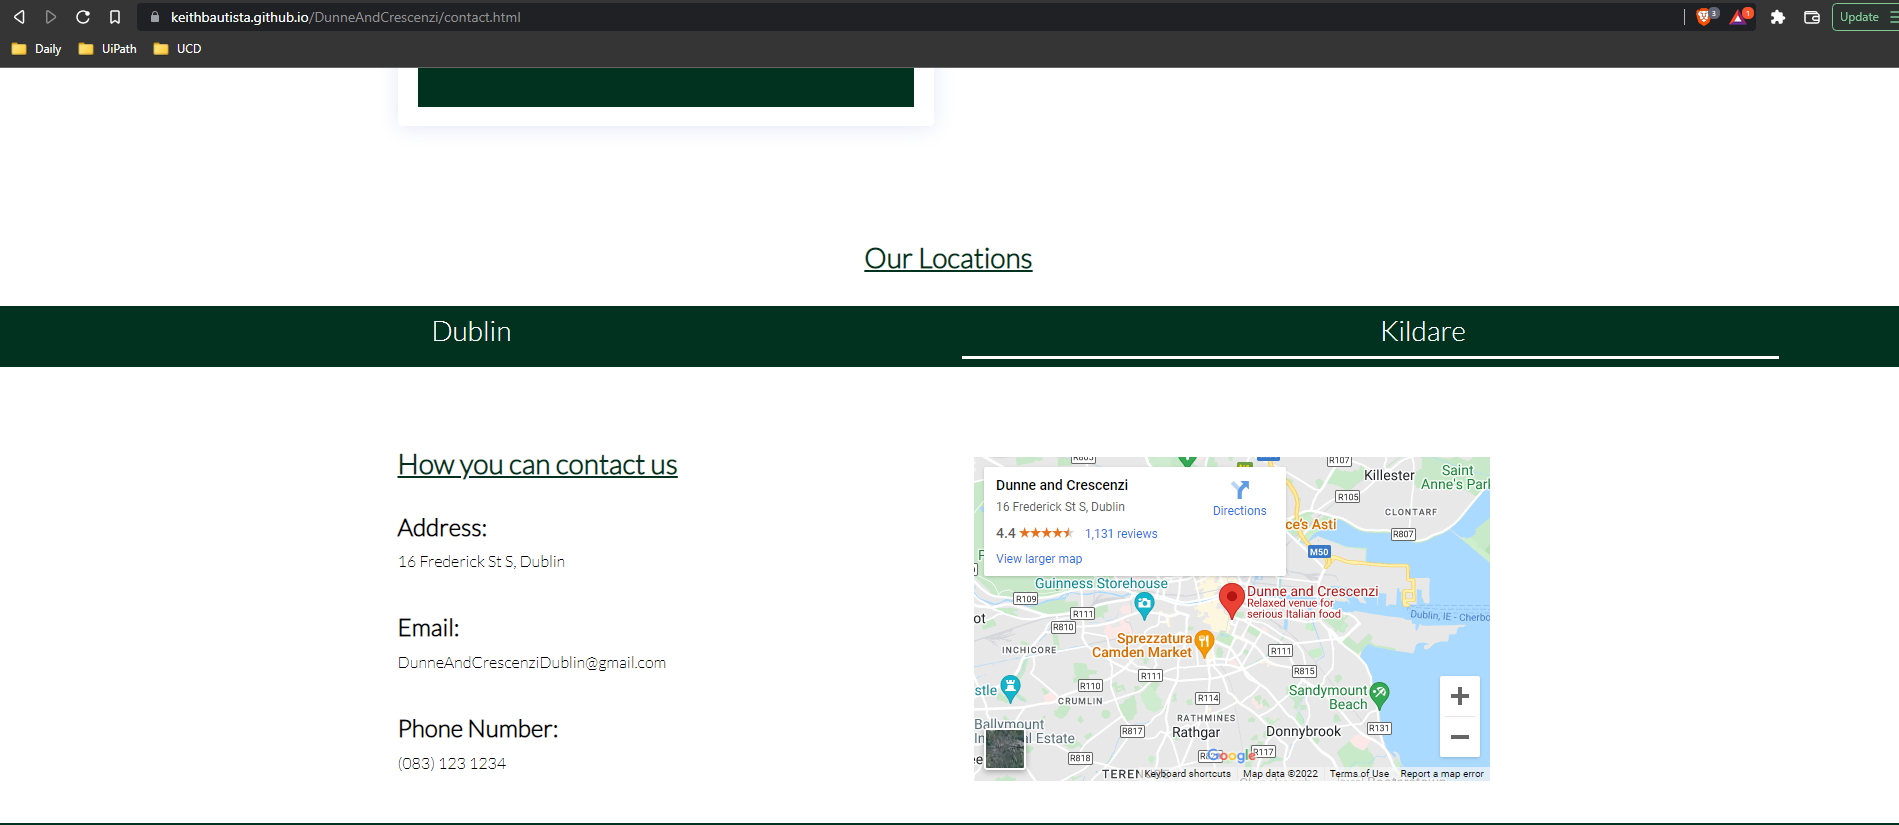 keithbautista.github.io/DunneAndCrescenzi/contact.html
3
1
Update
Daily
UiPath
UCD
Our Locations
Dublin
Kildare
How you can contact us
Address:
16 Frederick St S, Dublin
Email:
DunneAndCrescenziDublin@gmail.com
Phone Number:
(083) 123 1234
Dunne and Crescenzi
16 Frederick St S, Dublin
4.4
1,131 reviews
View larger map
Directions
R107
Killester
Saint
Anne's Park
R105
CLONTARF
R807
ce's Asti
M50
Guinness Storehouse
R109
R111
R810
Dunne and Crescenzi
Relaxed venue for
serious Italian food
Dublin, IE - Cherbo
ot
INCHICORE
Sprezzatura
Camden Market
R111
R111
R815
stle
R110
CRUMLIN
R114
Sandymount
Beach
RATHMINES
Rathgar
Donnybrook
R131
Ballymount
Estate
R817
R818
Google
R117
TEREN
Keyboard shortcuts
Map data ©2022
Terms of Use
Report a map error